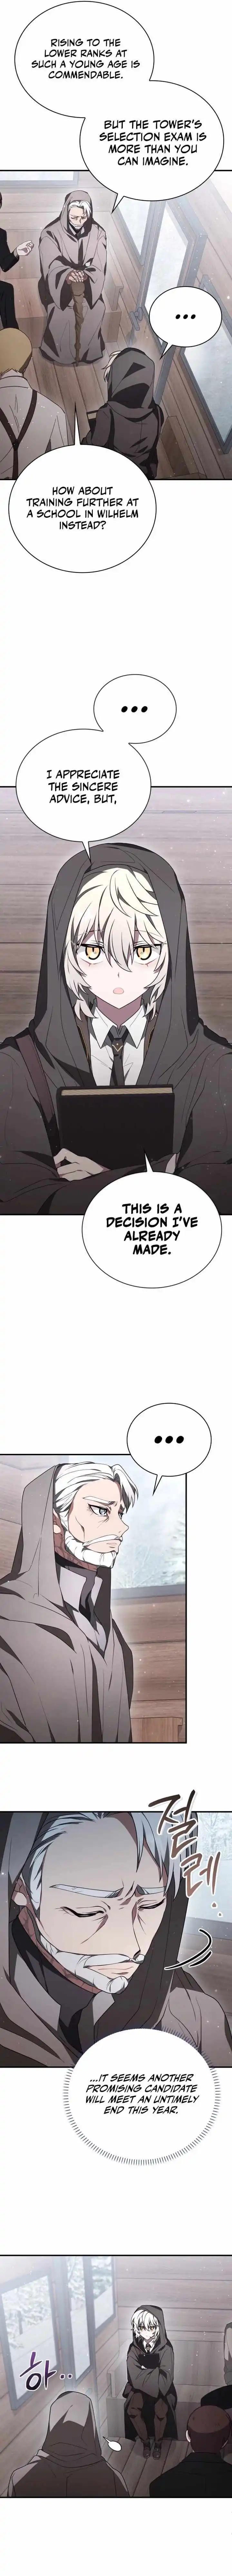 RISING TO THE
LOWER RANKS AT
SUCH A YOUNG AGE IS
COMMENDABLE.
BUT THE TOWER'S
SELECTION EXAM IS
MORE THAN YOU
CAN IMAGINE.
...
HOW ABOUT
TRAINING FURTHER AT
A SCHOOL IN WILHELM
INSTEAD?
...
I APPRECIATE
THE SINCERE
ADVICE, BUT,
THIS IS A
DECISION I'VE
ALREADY
MADE.
...
절레
...IT SEEMS ANOTHER
PROMISING CANDIDATE
WILL MEET AN UNTIMELY
END THIS YEAR.
하..